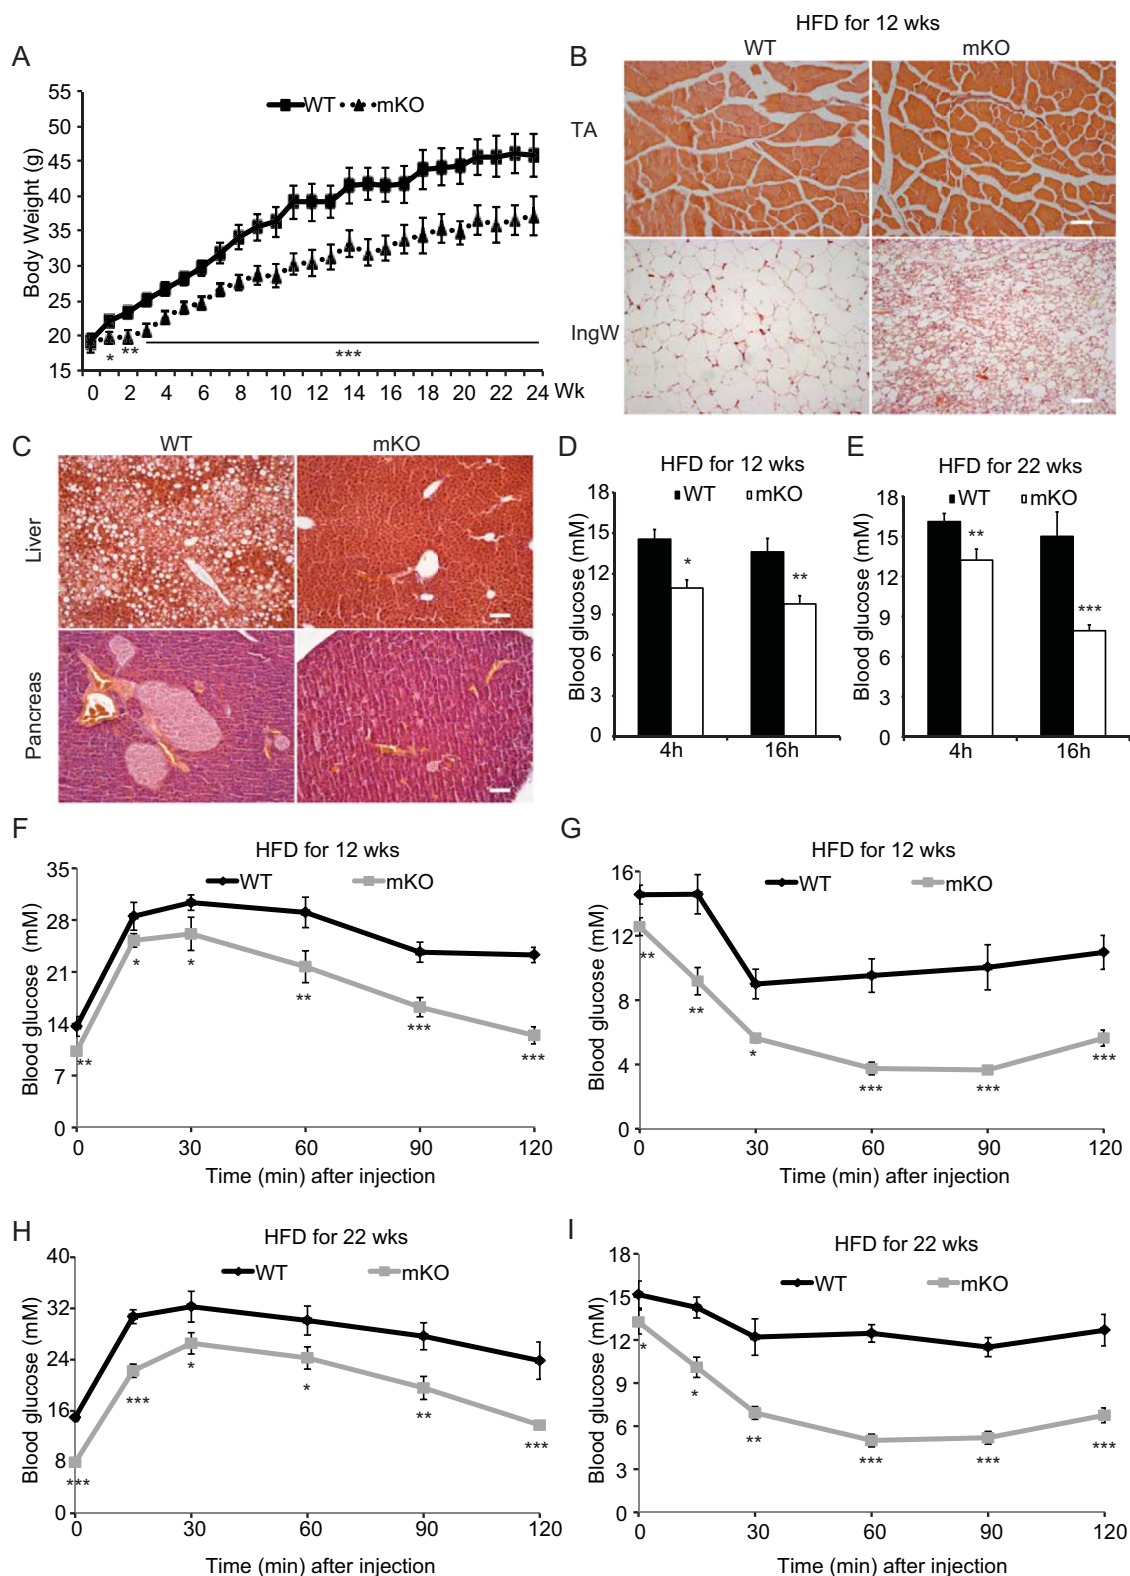 HFD for 12 wks
A
B
WT
mKO
55
50
45
40
35
30
25
20
15
Body Weight (g)
WT
mKO
* ** ***
0 2 4 6 8 10 12 14 16 18 20 22 24 Wk
TA
IngW
C
WT
mKO
Liver
Pancreas
D
HFD for 12 wks
WT mKO
18
15
12
9
6
3
0
Blood glucose (mM)
*
**
4h 16h
E
HFD for 22 wks
WT mKO
18
15
12
9
6
3
0
Blood glucose (mM)
**
***
4h 16h
F
HFD for 12 wks
WT mKO
35
28
21
14
7
0
Blood glucose (mM)
** * * ** *** ***
0 30 60 90 120
Time (min) after injection
G
HFD for 12 wks
WT mKO
16
12
8
4
0
Blood glucose (mM)
** ** * *** *** ***
0 30 60 90 120
Time (min) after injection
H
HFD for 22 wks
WT mKO
40
32
24
16
8
0
Blood glucose (mM)
*** *** * * ** ***
0 30 60 90 120
Time (min) after injection
I
HFD for 22 wks
WT mKO
18
15
12
9
6
3
0
Blood glucose (mM)
* * ** *** *** ***
0 30 60 90 120
Time (min) after injection